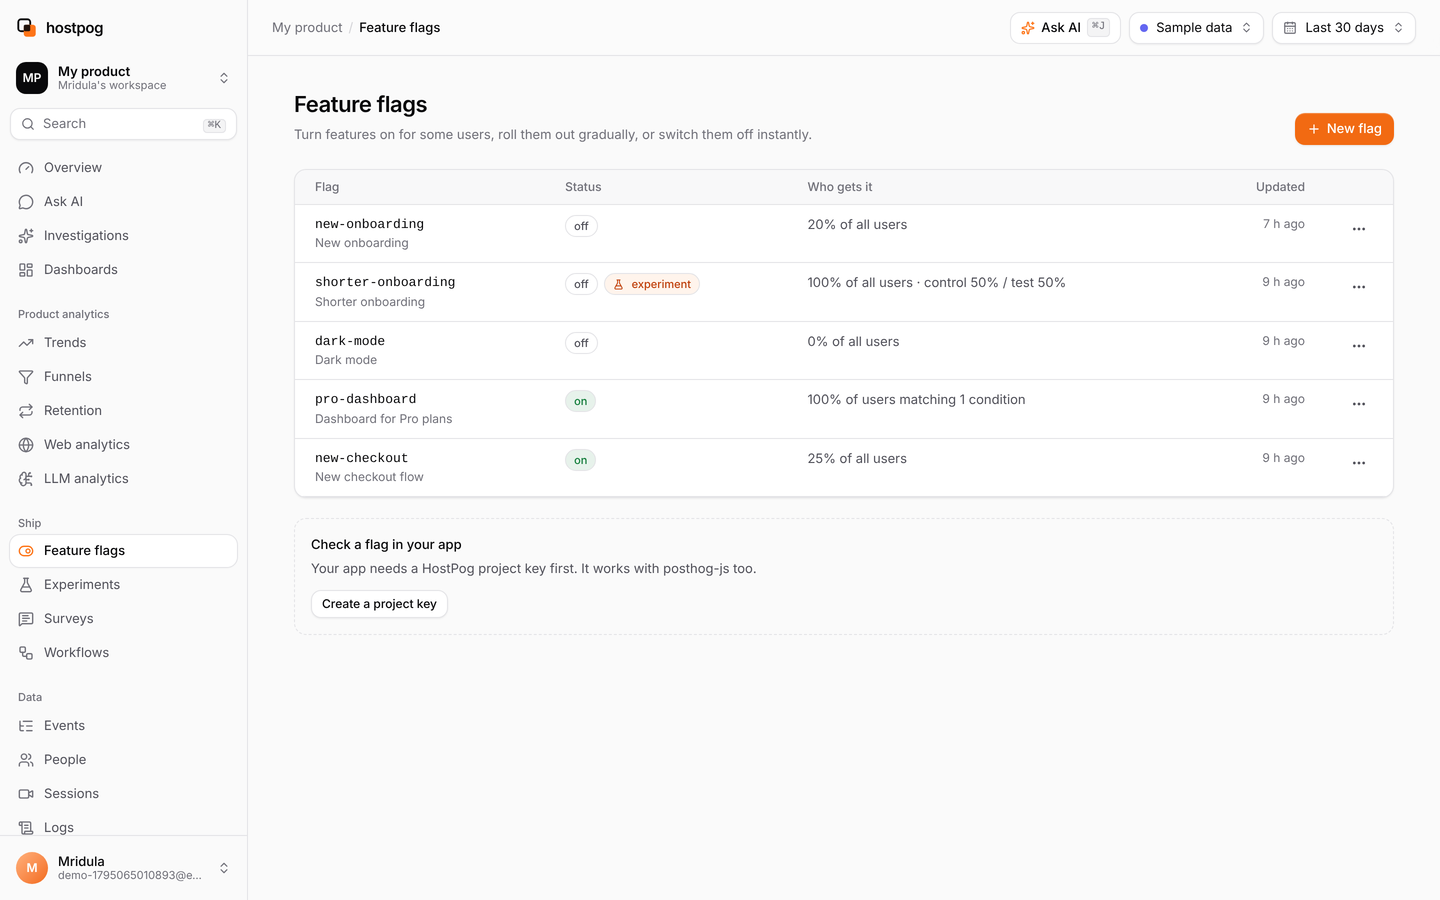 hostpog
MP
My product
Mridula's workspace
Search ⌘K
Overview
Ask AI
Investigations
Dashboards
Product analytics
Trends
Funnels
Retention
Web analytics
LLM analytics
Ship
Feature flags
Experiments
Surveys
Workflows
Data
Events
People
Sessions
Logs
M
Mridula
demo-1795065010893@e...
My product / Feature flags
Ask AI ⌘J
Sample data
Last 30 days
Feature flags
Turn features on for some users, roll them out gradually, or switch them off instantly.
+ New flag
Flag Status Who gets it Updated
new-onboarding off 20% of all users 7 h ago
New onboarding
shorter-onboarding off experiment 100% of all users · control 50% / test 50% 9 h ago
Shorter onboarding
dark-mode off 0% of all users 9 h ago
Dark mode
pro-dashboard on 100% of users matching 1 condition 9 h ago
Dashboard for Pro plans
new-checkout on 25% of all users 9 h ago
New checkout flow
Check a flag in your app
Your app needs a HostPog project key first. It works with posthog-js too.
Create a project key